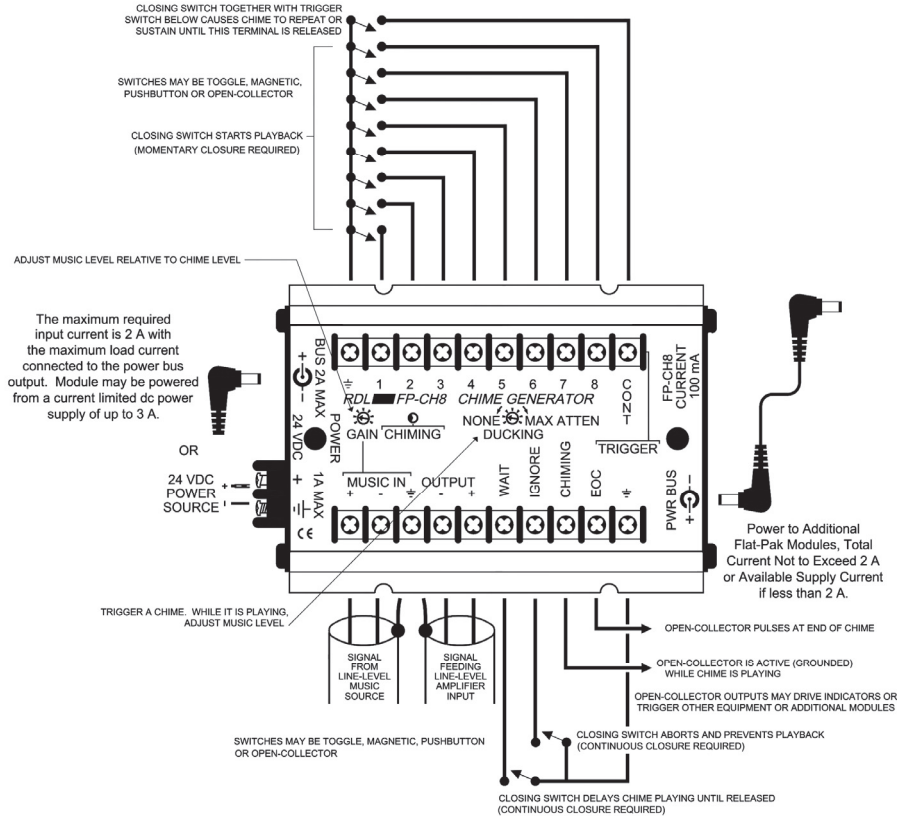 CLOSING SWITCH TOGETHER WITH TRIGGER
SWITCH BELOW CAUSES CHIME TO REPEAT OR
SUSTAIN UNTIL THIS TERMINAL IS RELEASED
SWITCHES MAY BE TOGGLE, MAGNETIC,
PUSHBUTTON OR OPEN-COLLECTOR
CLOSING SWITCH STARTS PLAYBACK
(MOMENTARY CLOSURE REQUIRED)
ADJUST MUSIC LEVEL RELATIVE TO CHIME LEVEL
The maximum required
input current is 2 A with
the maximum load current
connected to the power bus
output. Module may be powered
from a current limited dc power
supply of up to 3 A.
OR
24 VDC
POWER
SOURCE
+
-
+
-
BUS 2A MAX
24 VDC
POWER
+
1A MAX
CE
1 2 3 4 5 6 7 8
CONT
RDL FP-CH8 CHIME GENERATOR
GAIN
CHIMING
NONE
MAX ATTEN
DUCKING
TRIGGER
MUSIC IN
OUTPUT
+ - - +
WAIT
IGNORE
CHIMING
EOC
FP-CH8
CURRENT
100 mA
PWR BUS
+
-
Power to Additional
Flat-Pak Modules, Total
Current Not to Exceed 2 A
or Available Supply Current
if less than 2 A.
TRIGGER A CHIME. WHILE IT IS PLAYING,
ADJUST MUSIC LEVEL
SIGNAL
FROM
LINE-LEVEL
MUSIC
SOURCE
SIGNAL
FEEDING
LINE-LEVEL
AMPLIFIER
INPUT
OPEN-COLLECTOR PULSES AT END OF CHIME
OPEN-COLLECTOR IS ACTIVE (GROUNDED)
WHILE CHIME IS PLAYING
OPEN-COLLECTOR OUTPUTS MAY DRIVE INDICATORS OR
TRIGGER OTHER EQUIPMENT OR ADDITIONAL MODULES
SWITCHES MAY BE TOGGLE, MAGNETIC, PUSHBUTTON
OR OPEN-COLLECTOR
CLOSING SWITCH ABORTS AND PREVENTS PLAYBACK
(CONTINUOUS CLOSURE REQUIRED)
CLOSING SWITCH DELAYS CHIME PLAYING UNTIL RELEASED
(CONTINUOUS CLOSURE REQUIRED)